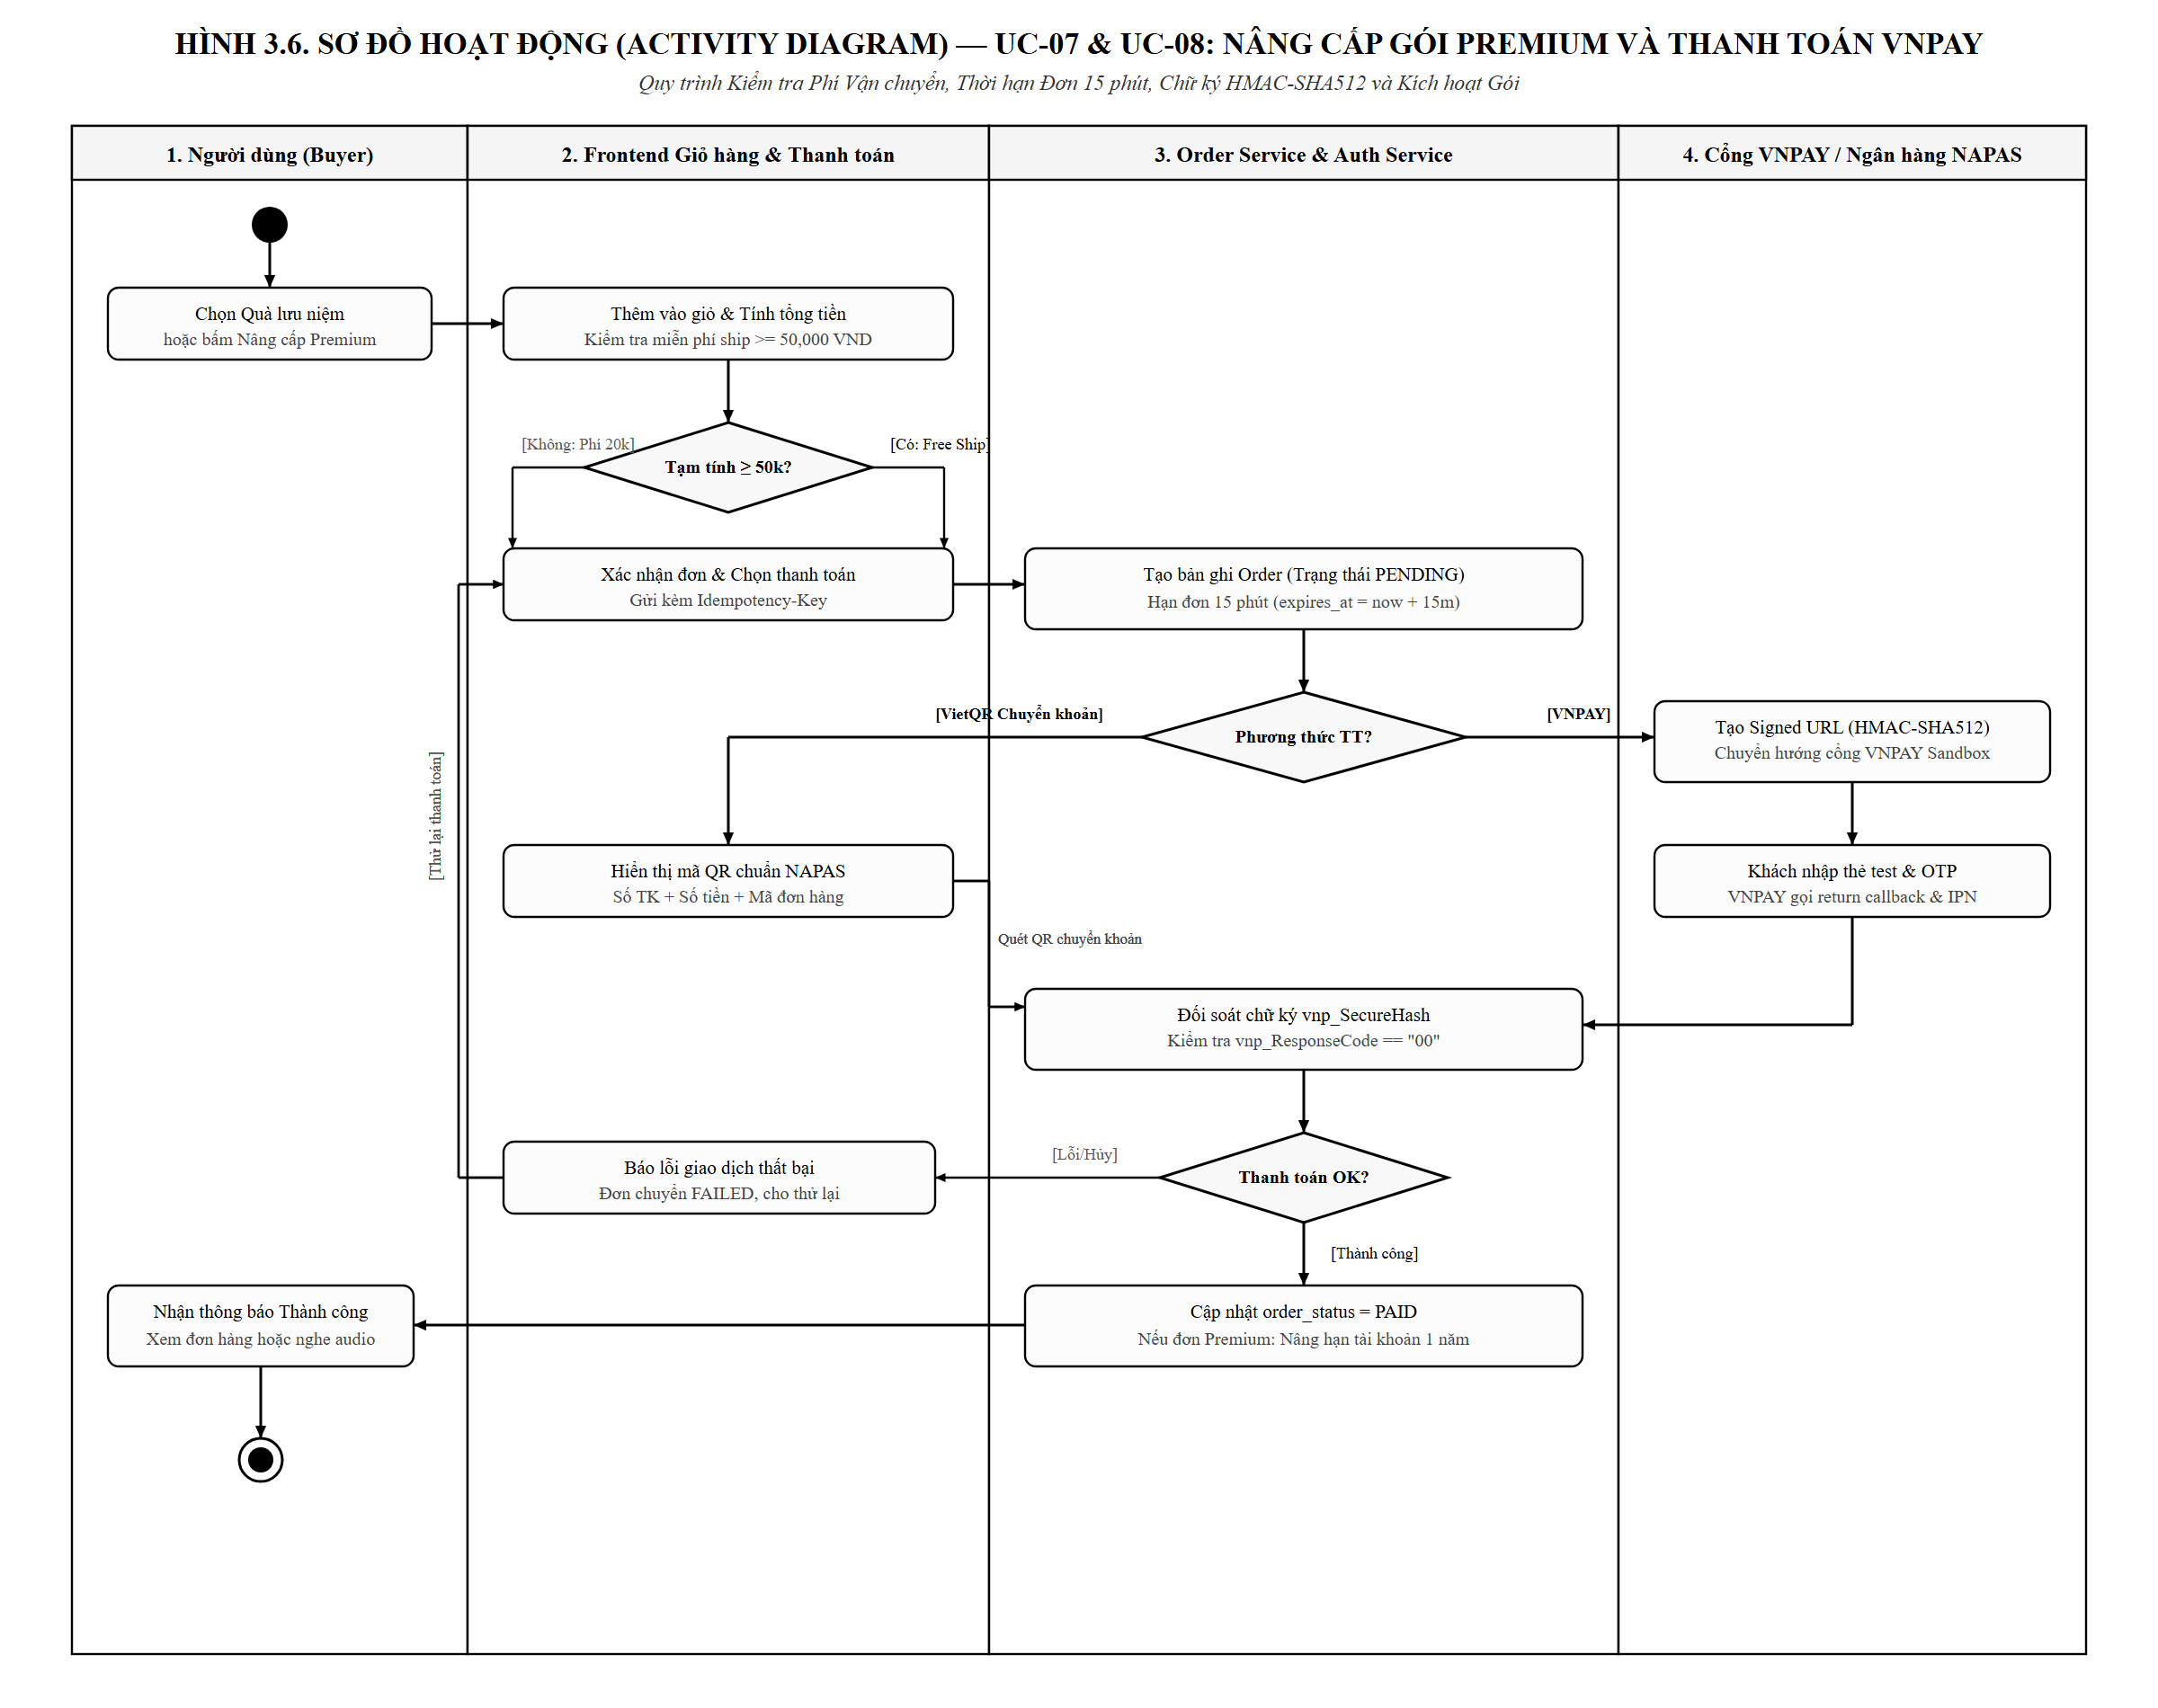 HÌNH 3.6. SƠ ĐỒ HOẠT ĐỘNG (ACTIVITY DIAGRAM) — UC-07 & UC-08: NÂNG CẤP GÓI PREMIUM VÀ THANH TOÁN VNPAY
Quy trình Kiểm tra Phí Vận chuyển, Thời hạn Đơn 15 phút, Chữ ký HMAC-SHA512 và Kích hoạt Gói
1. Người dùng (Buyer)
2. Frontend Giỏ hàng & Thanh toán
3. Order Service & Auth Service
4. Cổng VNPAY / Ngân hàng NAPAS
Chọn Quà lưu niệm
hoặc bấm Nâng cấp Premium
Thêm vào giỏ & Tính tổng tiền
Kiểm tra miễn phí ship >= 50,000 VND
[Không: Phí 20k]
Tạm tính ≥ 50k?
[Có: Free Ship]
Xác nhận đơn & Chọn thanh toán
Gửi kèm Idempotency-Key
Tạo bản ghi Order (Trạng thái PENDING)
Hạn đơn 15 phút (expires_at = now + 15m)
[VietQR Chuyển khoản]
Phương thức TT?
[VNPAY]
Tạo Signed URL (HMAC-SHA512)
Chuyển hướng cổng VNPAY Sandbox
[Thử lại thanh toán]
Hiển thị mã QR chuẩn NAPAS
Số TK + Số tiền + Mã đơn hàng
Khách nhập thẻ test & OTP
VNPAY gọi return callback & IPN
Quét QR chuyển khoản
Đối soát chữ ký vnp_SecureHash
Kiểm tra vnp_ResponseCode == "00"
Báo lỗi giao dịch thất bại
Đơn chuyển FAILED, cho thử lại
[Lỗi/Hủy]
Thanh toán OK?
[Thành công]
Nhận thông báo Thành công
Xem đơn hàng hoặc nghe audio
Cập nhật order_status = PAID
Nếu đơn Premium: Nâng hạn tài khoản 1 năm